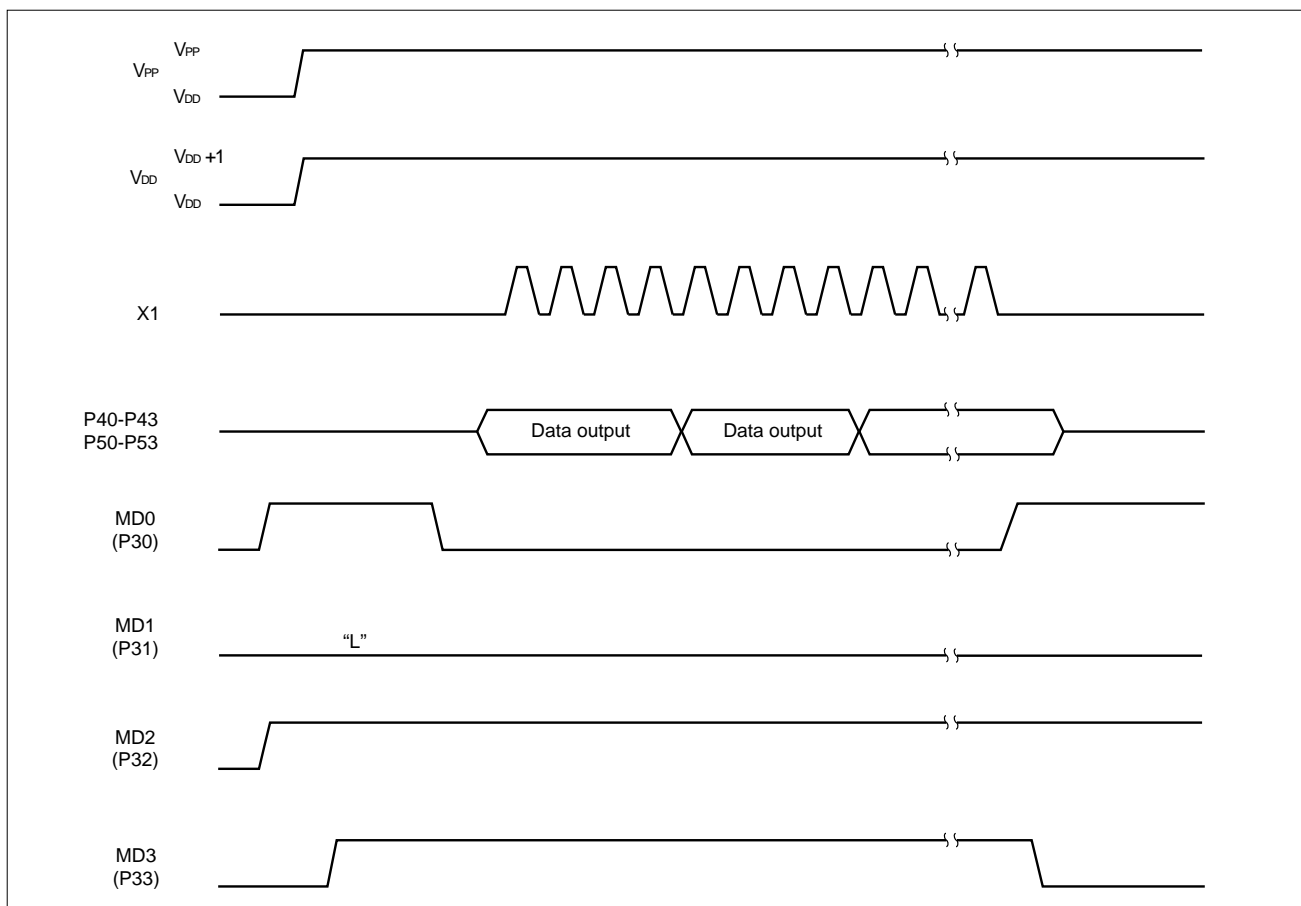 VPP
VPP
VDD
VDD +1
VDD
VDD
X1
P40-P43
P50-P53
Data output
Data output
MD0
(P30)
MD1
(P31)
“L”
MD2
(P32)
MD3
(P33)